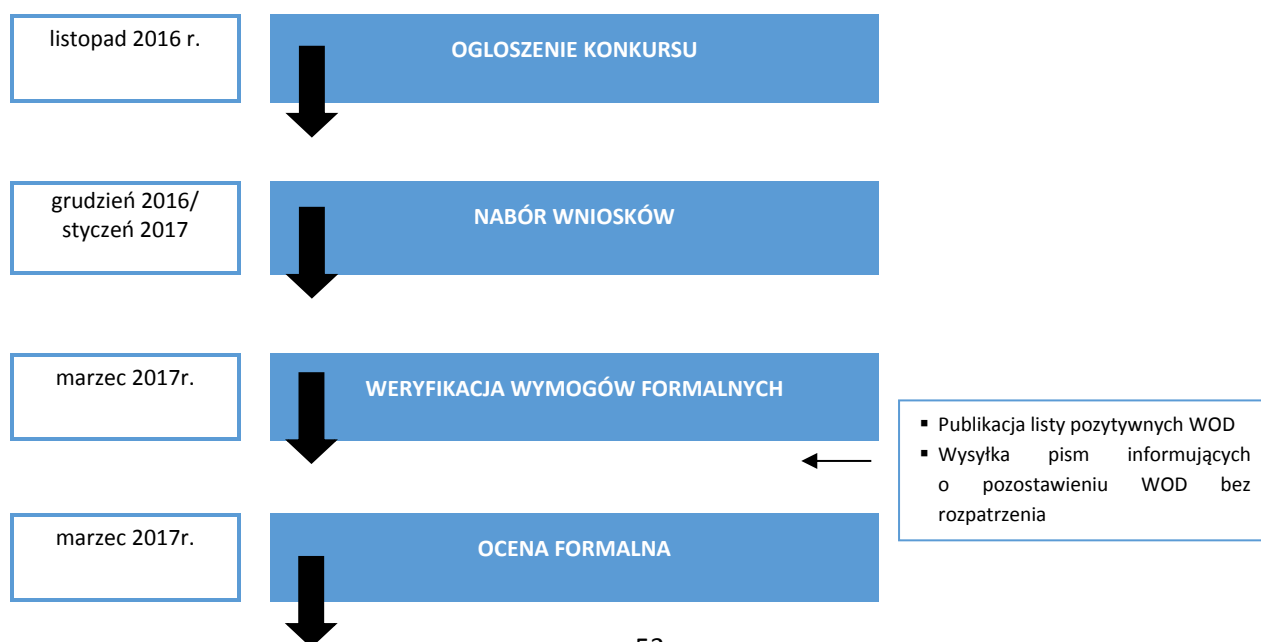 listopad 2016 r.
OGLOSZENIE KONKURSU
grudzień 2016/
styczeń 2017
NABÓR WNIOSKÓW
marzec 2017r.
WERYFIKACJA WYMOGÓW FORMALNYCH
▪ Publikacja listy pozytywnych WOD
▪ Wysyłka pism informujących
o pozostawieniu WOD bez
rozpatrzenia
marzec 2017r.
OCENA FORMALNA